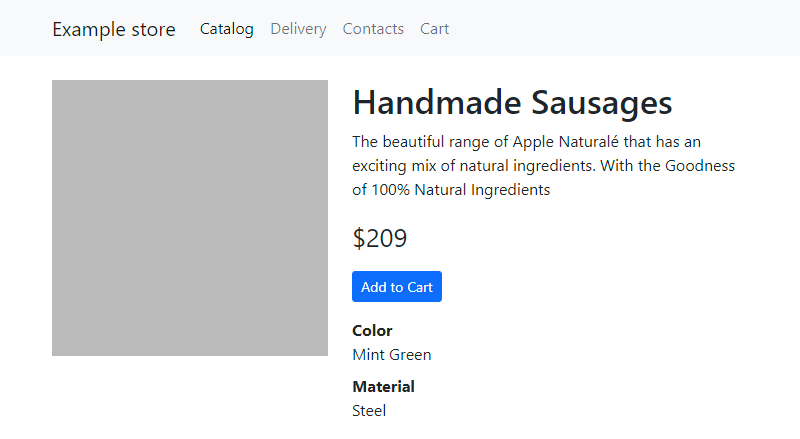 Example store Catalog Delivery Contacts Cart
Handmade Sausages
The beautiful range of Apple Naturalé that has an
exciting mix of natural ingredients. With the Goodness
of 100% Natural Ingredients
$209
Add to Cart
Color
Mint Green
Material
Steel